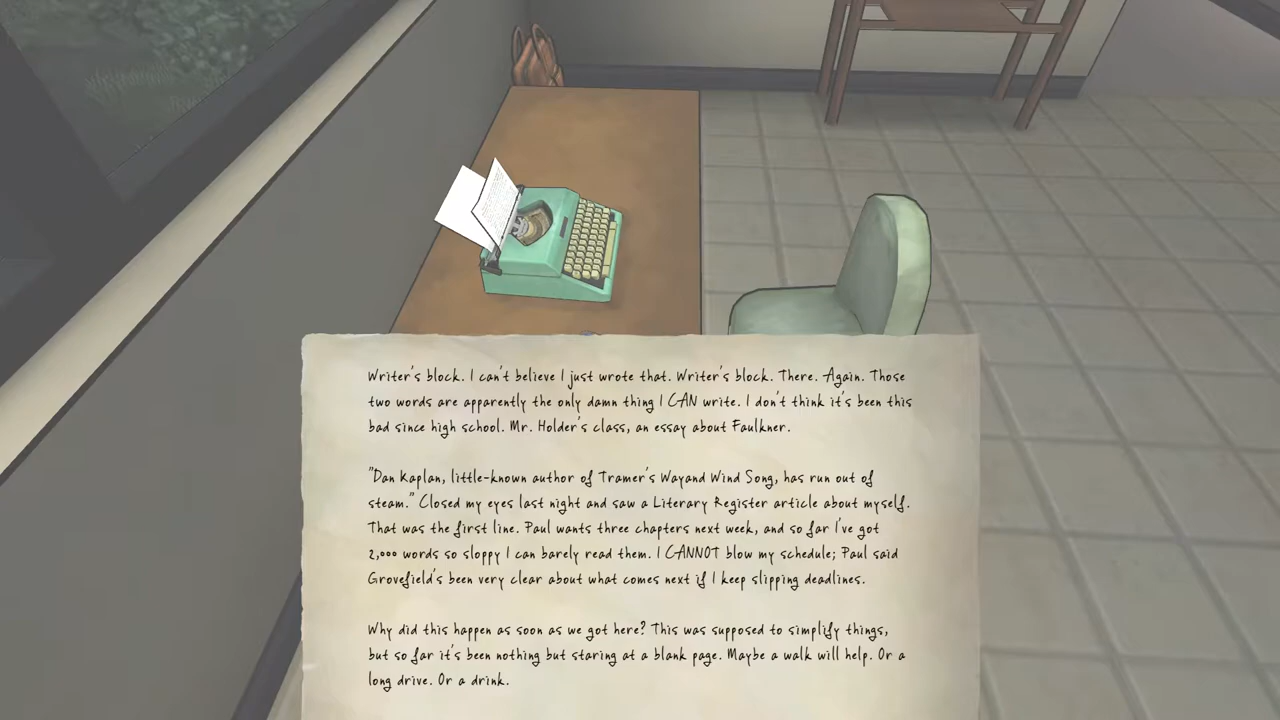 Writer's block. I can't believe I just wrote that. Writer's block. There. Again. Those
two words are apparently the only damn thing I CAN write. I don't think it's been this
bad since high school. Mr. Holder's class, an essay about Faulkner.
"Dan Kaplan, little-known author of Tramer's Wayand Wind Song, has run out of
steam." Closed my eyes last night and saw a Literary Register article about myself.
That was the first line. Paul wants three chapters next week, and so far I've got
2,000 words so sloppy I can barely read them. I CANNOT blow my schedule; Paul said
Grovefield's been very clear about what comes next if I keep slipping deadlines.
Why did this happen as soon as we got here? This was supposed to simplify things,
but so far it's been nothing but staring at a blank page. Maybe a walk will help. Or a
long drive. Or a drink.